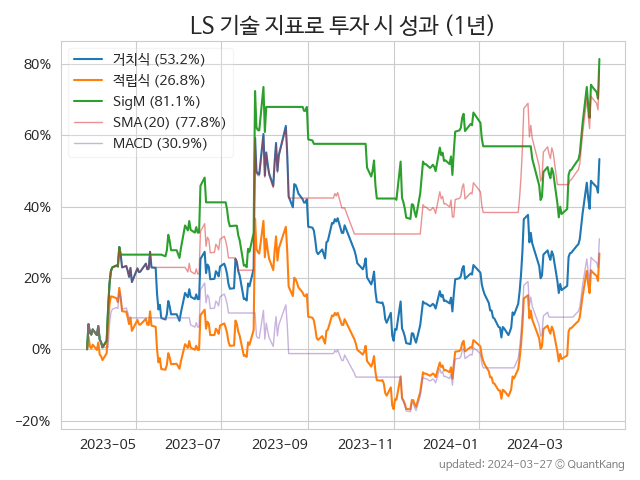 LS 기술 지표로 투자 시 성과 (1년)
거치식 (53.2%)
적립식 (26.8%)
SigM (81.1%)
SMA(20) (77.8%)
MACD (30.9%)
80%
60%
40%
20%
0%
−20%
2023-05 2023-07 2023-09 2023-11 2024-01 2024-03
updated: 2024-03-27 © QuantKang